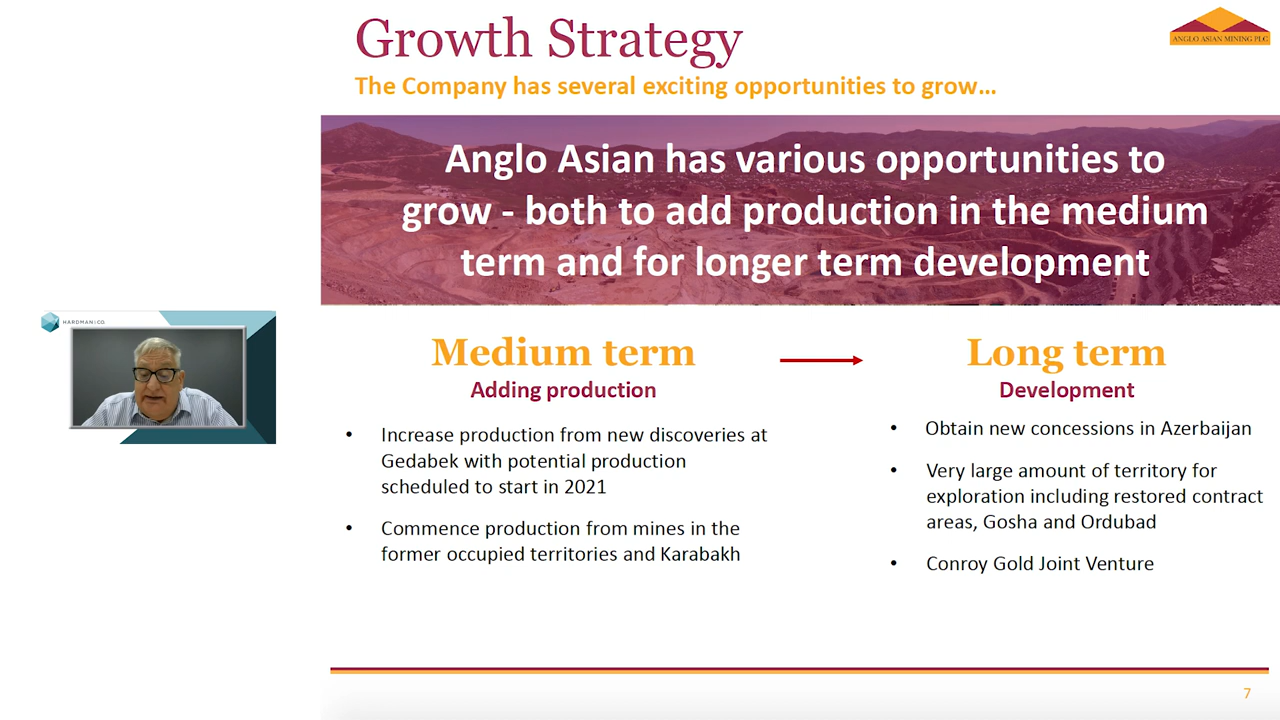 Growth Strategy
The Company has several exciting opportunities to grow...
ANGLO ASIAN MINING PLC
Anglo Asian has various opportunities to
grow - both to add production in the medium
term and for longer term development
HARDMAN&CO.
Medium term
Adding production
• Increase production from new discoveries at
Gedabek with potential production
scheduled to start in 2021
• Commence production from mines in the
former occupied territories and Karabakh
Long term
Development
• Obtain new concessions in Azerbaijan
• Very large amount of territory for
exploration including restored contract
areas, Gosha and Ordubad
• Conroy Gold Joint Venture
7